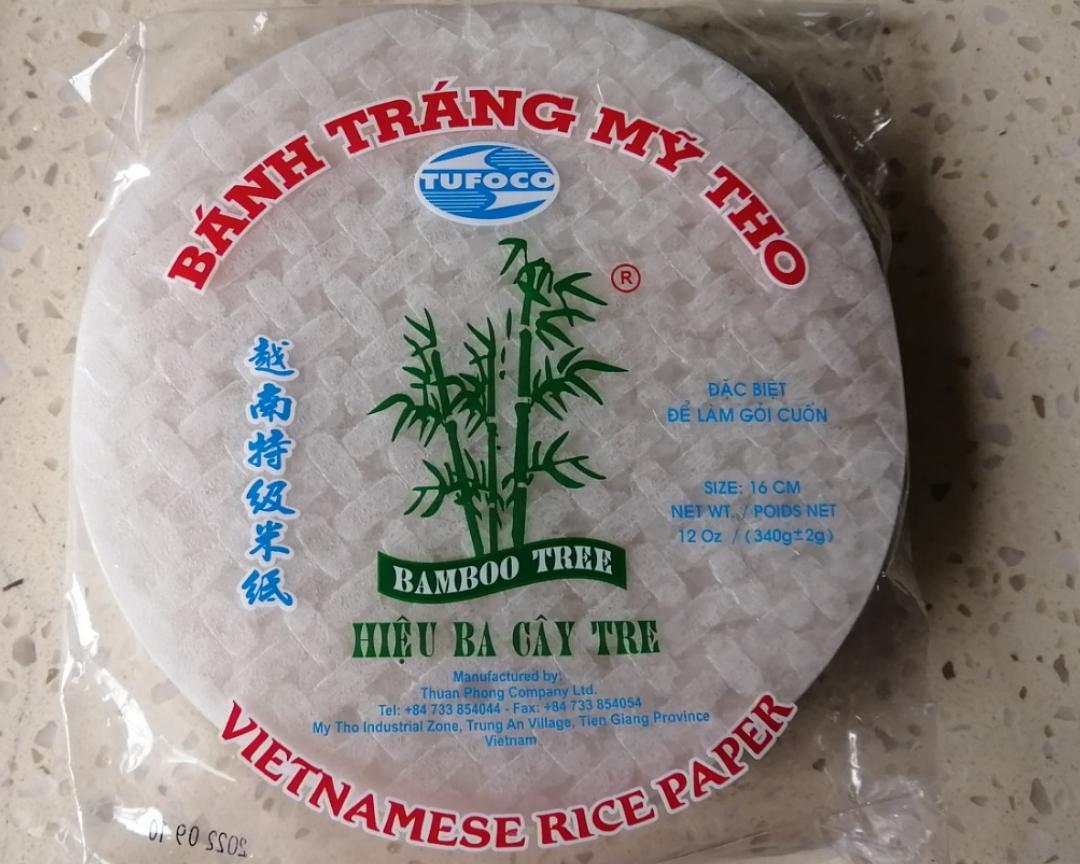 BÁNH TRÁNG MỸ THO
TUFOCO
®
越南特级米纸
ĐẶC BIỆT
ĐỂ LÀM GỎI CUỐN
SIZE: 16 CM
NET WT. / POIDS NET
12 Oz / (340g±2g)
BAMBOO TREE
HIỆU BA CÂY TRE
Manufactured by:
Thuan Phong Company Ltd.
Tel: +84 733 854044 - Fax: +84 733 854054
My Tho Industrial Zone, Trung An Village, Tien Giang Province
Vietnam
VIETNAMESE RICE PAPER
2022 09 10